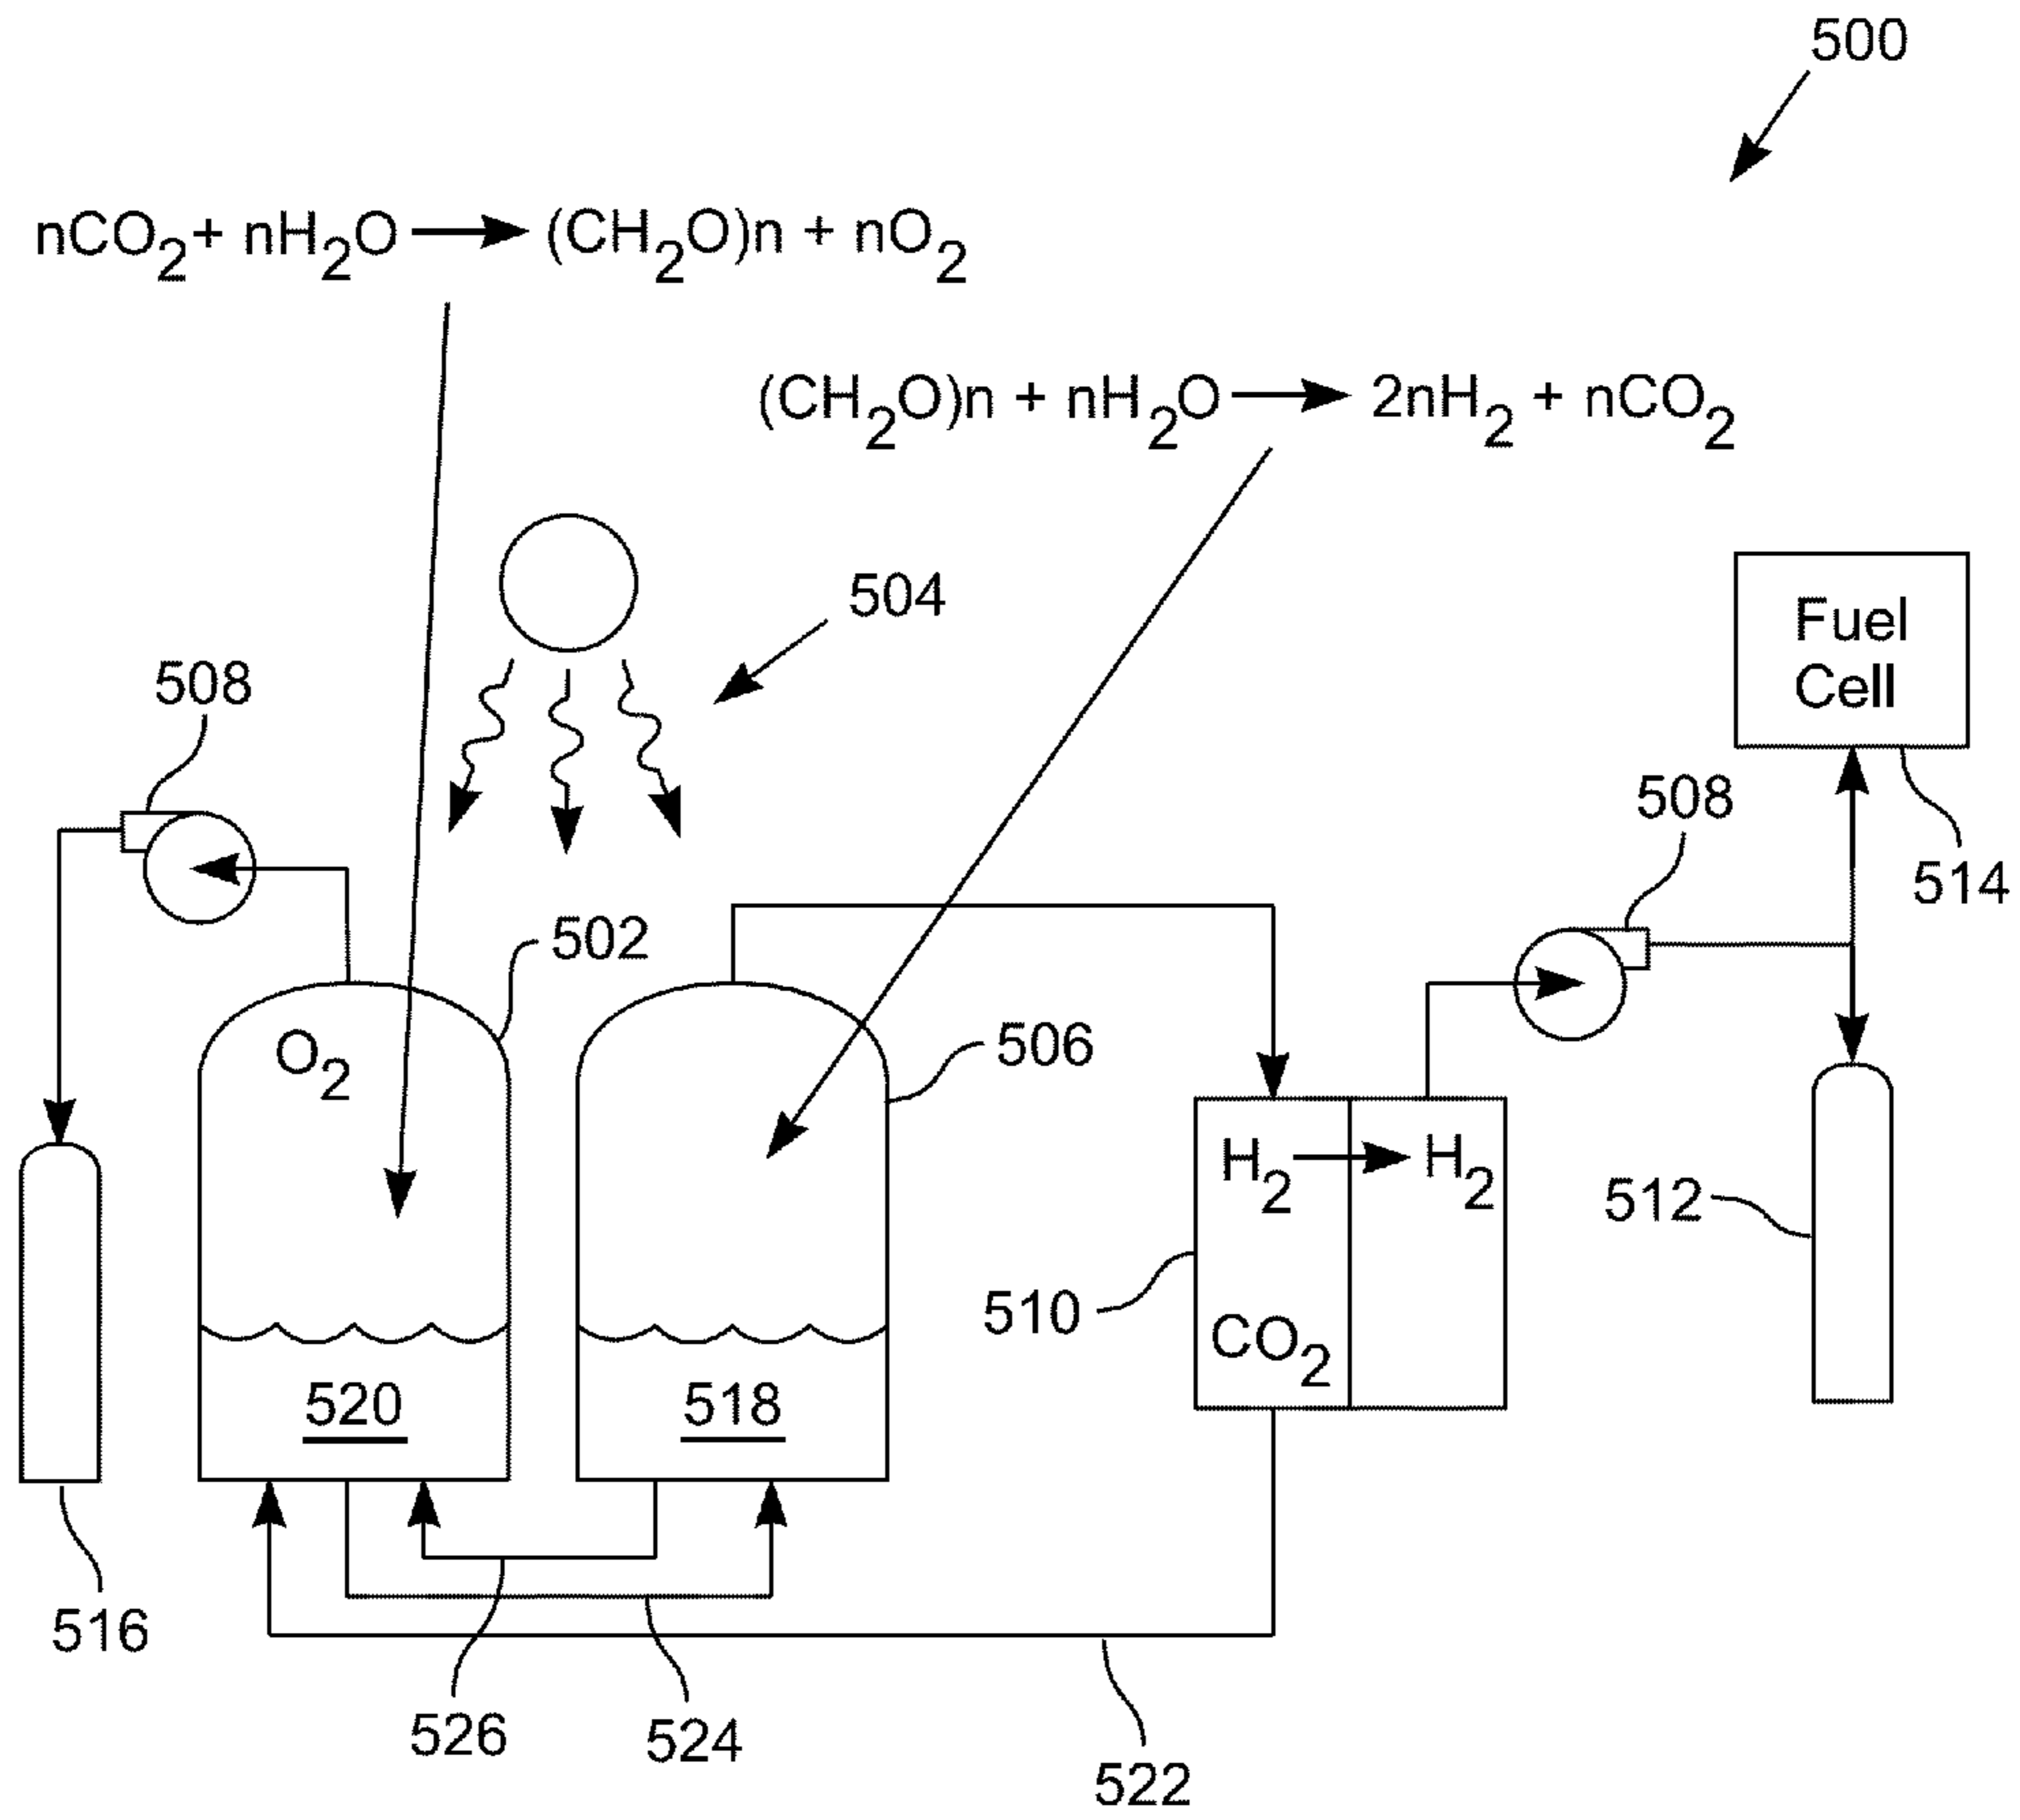 500
nCO₂+ nH₂O → (CH₂O)n + nO₂
(CH₂O)n + nH₂O → 2nH₂ + nCO₂
504
Fuel
Cell
508
508
514
502
506
O₂
H₂ → H₂
512
510
CO₂
520
518
516
526
524
522